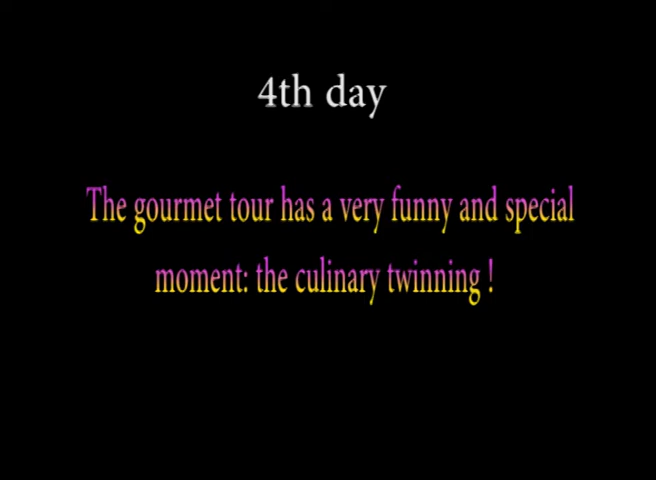 4th day
The gourmet tour has a very funny and special
moment: the culinary twinning !